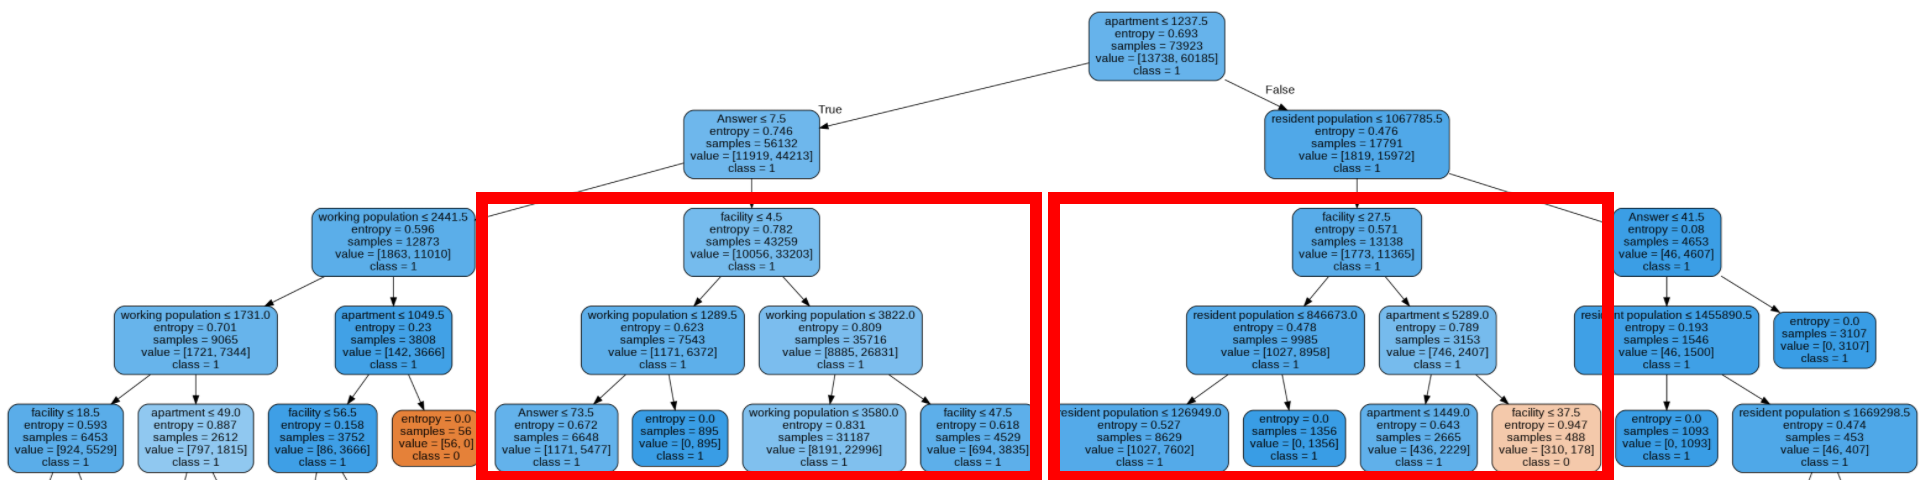 apartment ≤ 1237.5
entropy = 0.693
samples = 73923
value = [13738, 60185]
class = 1
True
False
Answer ≤ 7.5
entropy = 0.746
samples = 56132
value = [11919, 44213]
class = 1
resident population ≤ 1067785.5
entropy = 0.476
samples = 17791
value = [1819, 15972]
class = 1
working population ≤ 2441.5
entropy = 0.596
samples = 12873
value = [1863, 11010]
class = 1
facility ≤ 4.5
entropy = 0.782
samples = 43259
value = [10056, 33203]
class = 1
facility ≤ 27.5
entropy = 0.571
samples = 13138
value = [1773, 11365]
class = 1
Answer ≤ 41.5
entropy = 0.08
samples = 4653
value = [46, 4607]
class = 1
working population ≤ 1731.0
entropy = 0.701
samples = 9065
value = [1721, 7344]
class = 1
apartment ≤ 1049.5
entropy = 0.23
samples = 3808
value = [142, 3666]
class = 1
working population ≤ 1289.5
entropy = 0.623
samples = 7543
value = [1171, 6372]
class = 1
working population ≤ 3822.0
entropy = 0.809
samples = 35716
value = [8885, 26831]
class = 1
resident population ≤ 846673.0
entropy = 0.478
samples = 9985
value = [1027, 8958]
class = 1
apartment ≤ 5289.0
entropy = 0.789
samples = 3153
value = [746, 2407]
class = 1
population ≤ 1455890.5
entropy = 0.193
samples = 1546
value = [46, 1500]
class = 1
entropy = 0.0
samples = 3107
value = [0, 3107]
class = 1
facility ≤ 18.5
entropy = 0.593
samples = 6453
value = [924, 5529]
class = 1
apartment ≤ 49.0
entropy = 0.887
samples = 2612
value = [797, 1815]
class = 1
facility ≤ 56.5
entropy = 0.158
samples = 3752
value = [86, 3666]
class = 1
entropy = 0.0
samples = 56
value = [56, 0]
class = 0
Answer ≤ 73.5
entropy = 0.672
samples = 6648
value = [1171, 5477]
class = 1
entropy = 0.0
samples = 895
value = [0, 895]
class = 1
working population ≤ 3580.0
entropy = 0.831
samples = 31187
value = [8191, 22996]
class = 1
facility ≤ 47.5
entropy = 0.618
samples = 4529
value = [694, 3835]
class = 1
esident population ≤ 126949.0
entropy = 0.527
samples = 8629
value = [1027, 7602]
class = 1
entropy = 0.0
samples = 1356
value = [0, 1356]
class = 1
apartment ≤ 1449.0
entropy = 0.643
samples = 2665
value = [436, 2229]
class = 1
facility ≤ 37.5
entropy = 0.947
samples = 488
value = [310, 178]
class = 0
entropy = 0.0
samples = 1093
value = [0, 1093]
class = 1
resident population ≤ 1669298.5
entropy = 0.474
samples = 453
value = [46, 407]
class = 1